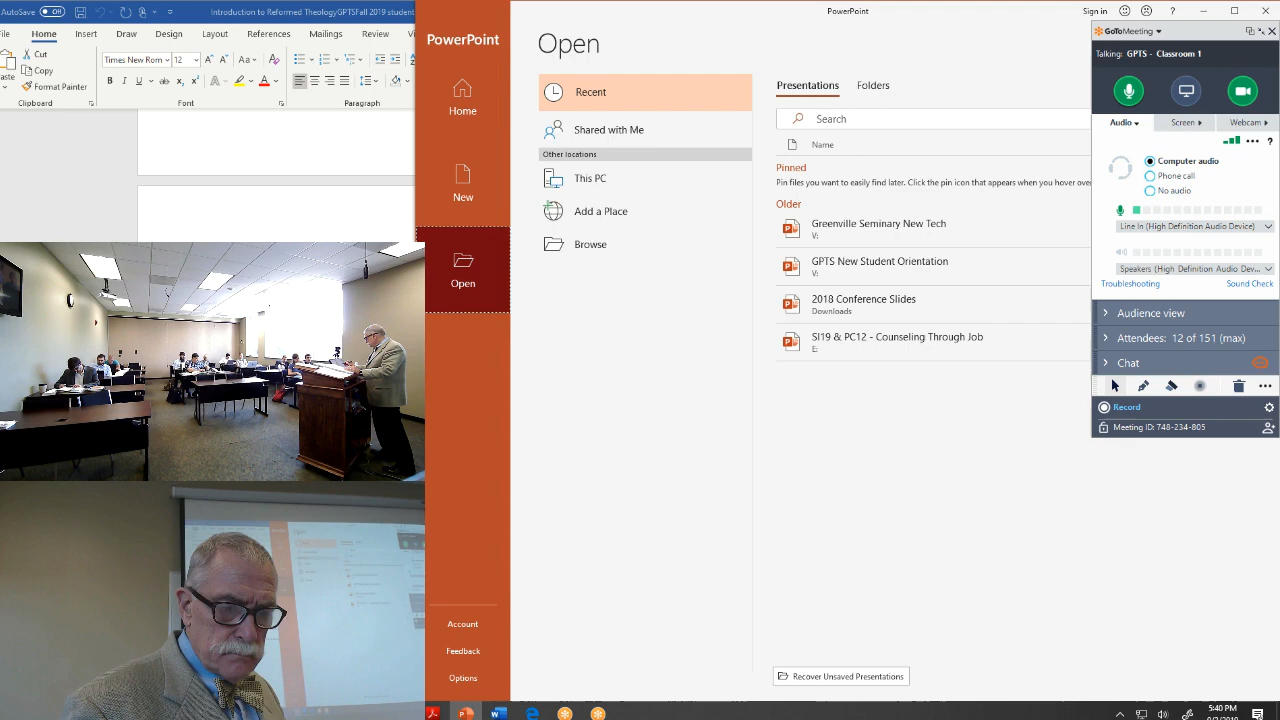 AutoSave Off
Introduction to Reformed TheologyGPTSFall 2019 student
Home Insert Draw Design Layout References Mailings Review Vi
Cut
Copy
Format Painter
Clipboard
Times New Ror 12
Font
Paragraph
PowerPoint
Home
New
Open
Account
Feedback
Options
PowerPoint
Sign in
Open
Recent
Shared with Me
Other locations
This PC
Add a Place
Browse
Presentations Folders
Search
Name
Pinned
Pin files you want to easily find later. Click the pin icon that appears when you hover over
Older
Greenville Seminary New Tech
V:
GPTS New Student Orientation
V:
2018 Conference Slides
Downloads
SI19 & PC12 - Counseling Through Job
E:
Recover Unsaved Presentations
GoToMeeting
Talking: GPTS - Classroom 1
Audio Screen Webcam
Computer audio
Phone call
No audio
Line In (High Definition Audio Device)
Speakers (High Definition Audio Dev...
Troubleshooting Sound Check
Audience view
Attendees: 12 of 151 (max)
Chat
Record
Meeting ID: 748-234-805
5:40 PM